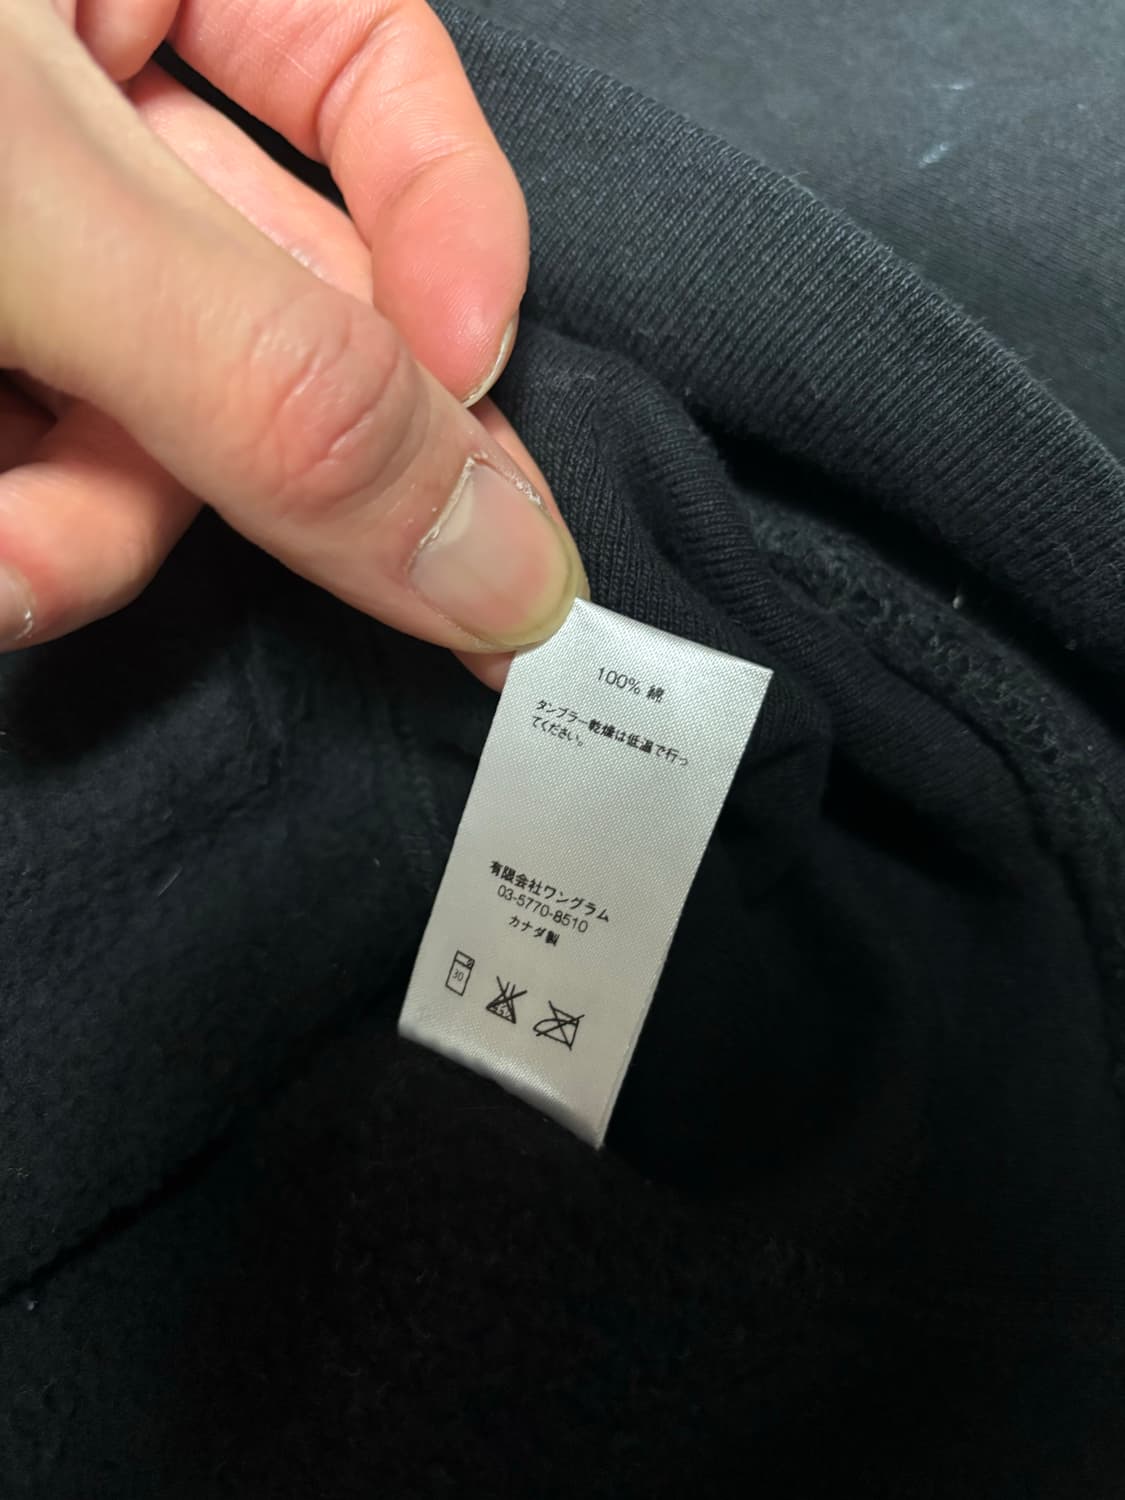 100% 綿
タンブラー乾燥は低温で行っ
てください。
有限会社ワングラム
03-5770-8510
カナダ製
30